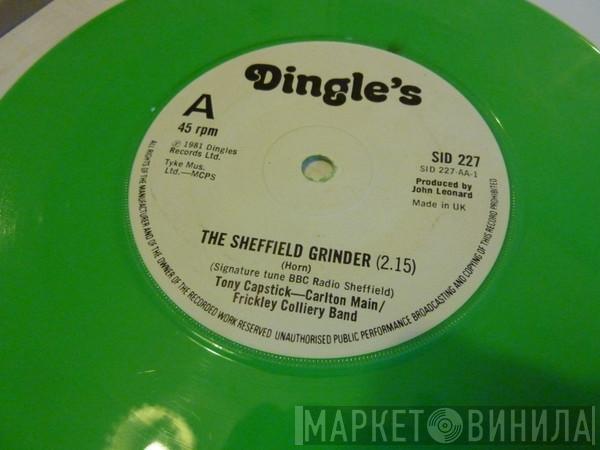 Dingle's
A
45 rpm
℗ 1981 Dingles
Records Ltd.
Tyke Mus.
Ltd.—MCPS
SID 227
SID 227-AA-1
Produced by
John Leonard
Made in UK
THE SHEFFIELD GRINDER (2.15)
(Horn)
(Signature tune BBC Radio Sheffield)
Tony Capstick—Carlton Main/
Frickley Colliery Band
ALL RIGHTS OF THE MANUFACTURER AND OF THE OWNER OF THE RECORDED WORK RESERVED UNAUTHORISED PUBLIC PERFORMANCE BROADCASTING AND COPYING OF THIS RECORD PROHIBITED
МАРКЕТ ВИНИЛА